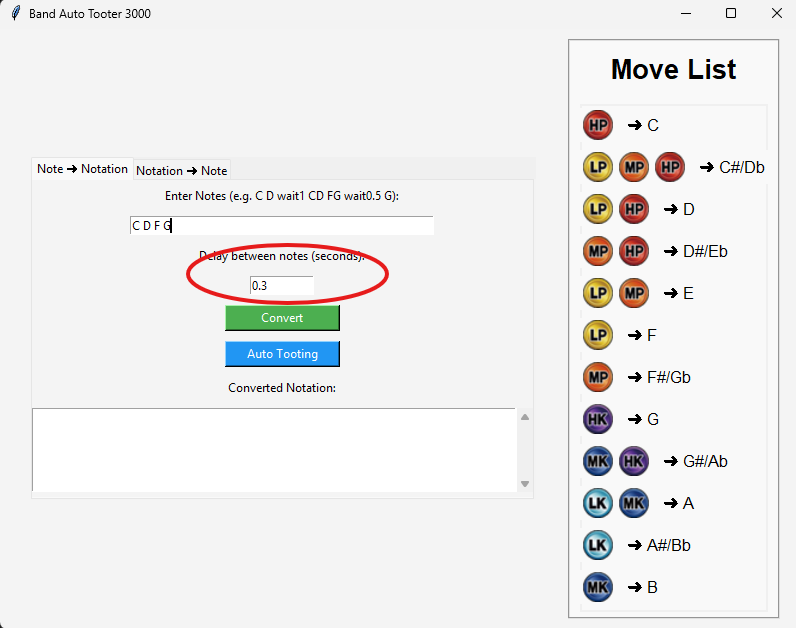 Band Auto Tooter 3000
Note ➔ Notation
Notation ➔ Note
Enter Notes (e.g. C D wait1 CD FG wait0.5 G):
C D F G
Delay between notes (seconds):
0.3
Convert
Auto Tooting
Converted Notation:
Move List
HP ➔ C
LP MP HP ➔ C#/Db
LP HP ➔ D
MP HP ➔ D#/Eb
LP MP ➔ E
LP ➔ F
MP ➔ F#/Gb
HK ➔ G
MK HK ➔ G#/Ab
LK MK ➔ A
LK ➔ A#/Bb
MK ➔ B